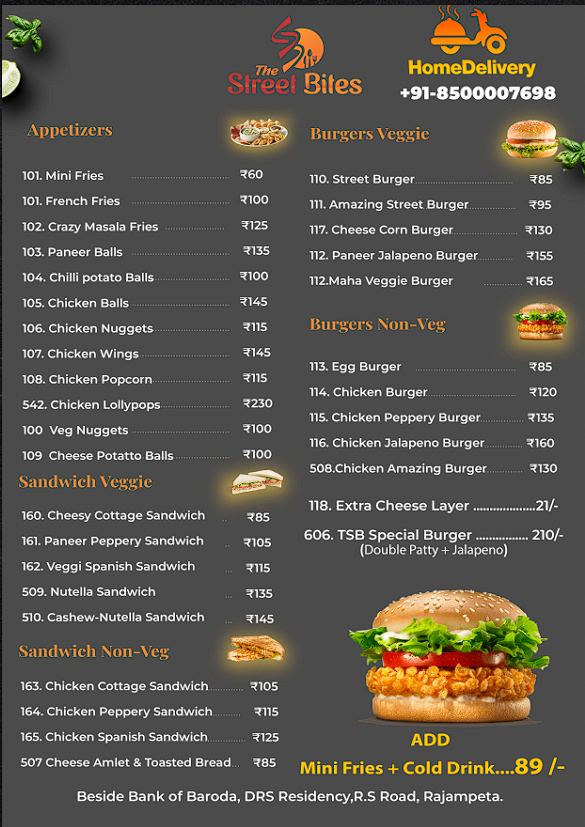 The
Street Bites
HomeDelivery
+91-8500007698
Appetizers
101. Mini Fries ₹60
101. French Fries ₹100
102. Crazy Masala Fries ₹125
103. Paneer Balls ₹135
104. Chilli potato Balls ₹100
105. Chicken Balls ₹145
106. Chicken Nuggets ₹115
107. Chicken Wings ₹145
108. Chicken Popcorn ₹115
542. Chicken Lollypops ₹230
100 Veg Nuggets ₹100
109 Cheese Potatto Balls ₹100
Sandwich Veggie
160. Cheesy Cottage Sandwich .. ₹85
161. Paneer Peppery Sandwich .. ₹105
162. Veggi Spanish Sandwich ... ₹115
509. Nutella Sandwich ... ₹135
510. Cashew-Nutella Sandwich ... ₹145
Sandwich Non-Veg
163. Chicken Cottage Sandwich ₹105
164. Chicken Peppery Sandwich ₹115
165. Chicken Spanish Sandwich ₹125
507 Cheese Amlet & Toasted Bread ₹85
Burgers Veggie
110. Street Burger ₹85
111. Amazing Street Burger ₹95
117. Cheese Corn Burger ₹130
112. Paneer Jalapeno Burger ₹155
112.Maha Veggie Burger ₹165
Burgers Non-Veg
113. Egg Burger ₹85
114. Chicken Burger ₹120
115. Chicken Peppery Burger ₹135
116. Chicken Jalapeno Burger ₹160
508.Chicken Amazing Burger ₹130
118. Extra Cheese Layer ...................21/-
606. TSB Special Burger ................ 210/-
(Double Patty + Jalapeno)
ADD
Mini Fries + Cold Drink....89 /-
Beside Bank of Baroda, DRS Residency,R.S Road, Rajampeta.